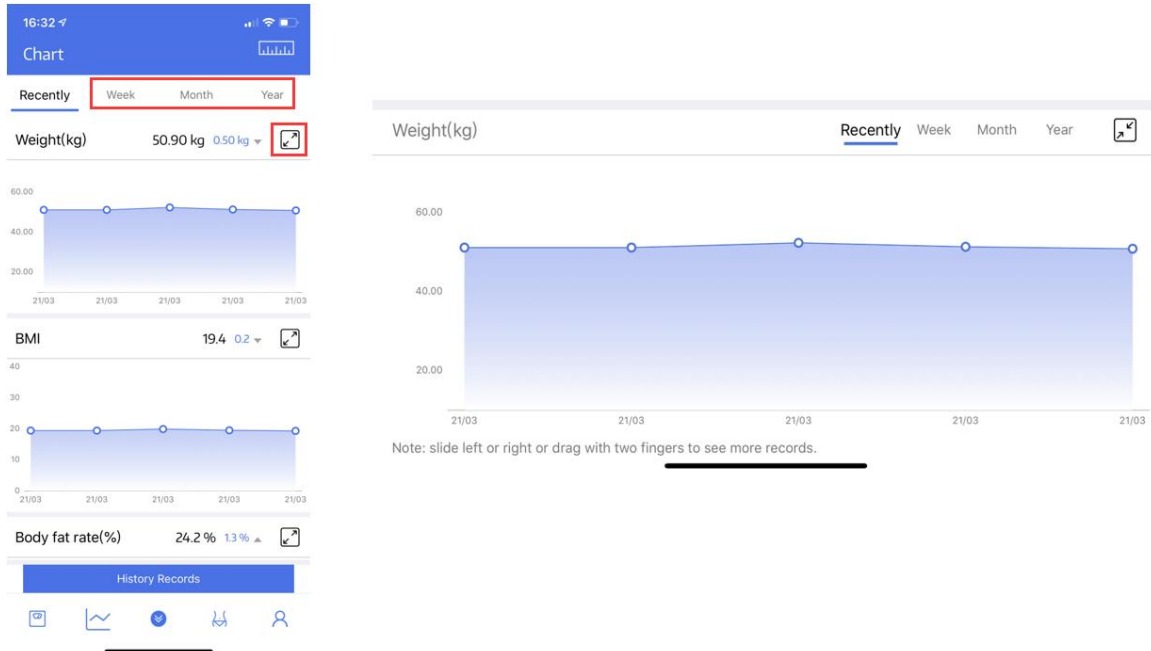 16:32
Chart
Recently Week Month Year
Weight(kg) 50.90 kg 0.50 kg
60.00
40.00
20.00
21/03 21/03 21/03 21/03 21/03
BMI 19.4 0.2
40
30
20
10
0
21/03 21/03 21/03 21/03 21/03
Body fat rate(%) 24.2 % 1.3 %
History Records
Weight(kg) Recently Week Month Year
60.00
40.00
20.00
21/03 21/03 21/03 21/03 21/03
Note: slide left or right or drag with two fingers to see more records.